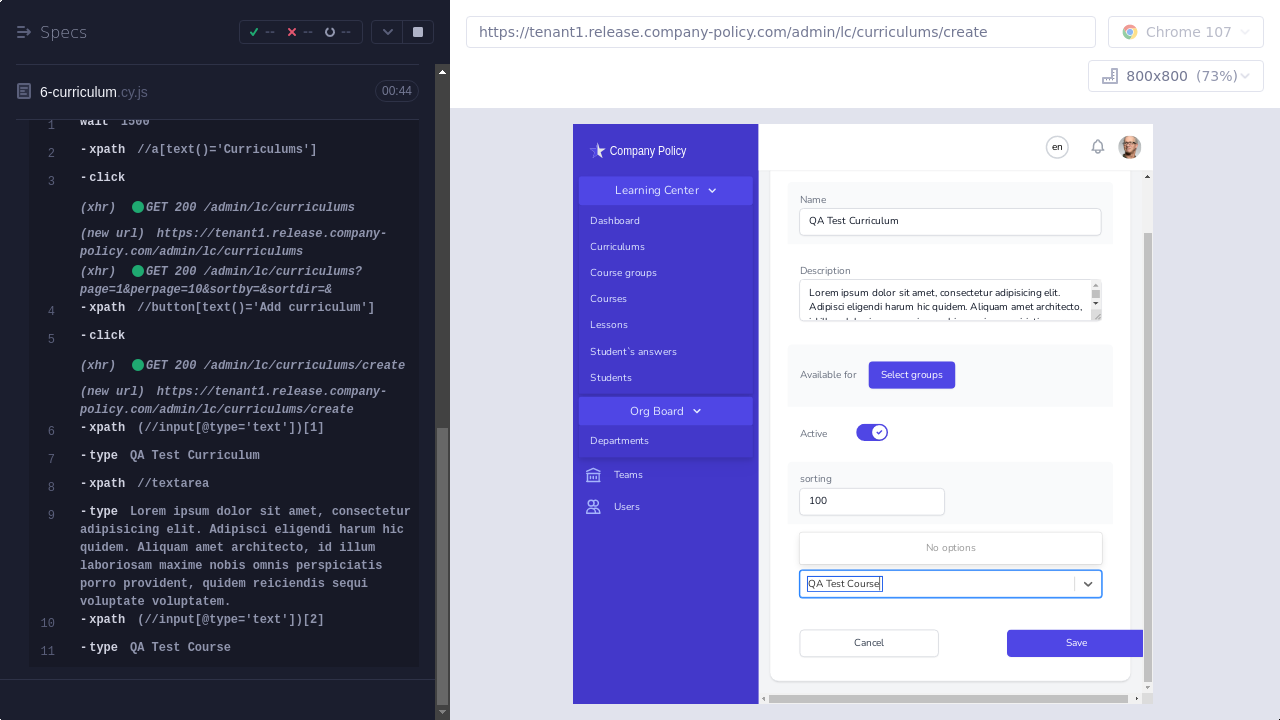 Specs
-- -- --
6-curriculum.cy.js
00:44
1 wait 1500
2 -xpath //a[text()='Curriculums']
3 -click
(xhr) GET 200 /admin/lc/curriculums
(new url) https://tenant1.release.company-
policy.com/admin/lc/curriculums
(xhr) GET 200 /admin/lc/curriculums?
page=1&perpage=10&sortby=&sortdir=&
4 -xpath //button[text()='Add curriculum']
5 -click
(xhr) GET 200 /admin/lc/curriculums/create
(new url) https://tenant1.release.company-
policy.com/admin/lc/curriculums/create
6 -xpath (//input[@type='text'])[1]
7 -type QA Test Curriculum
8 -xpath //textarea
9 -type Lorem ipsum dolor sit amet, consectetur
adipisicing elit. Adipisci eligendi harum hic
quidem. Aliquam amet architecto, id illum
laboriosam maxime nobis omnis perspiciatis
porro provident, quidem reiciendis sequi
voluptate voluptatem.
10 -xpath (//input[@type='text'])[2]
11 -type QA Test Course
https://tenant1.release.company-policy.com/admin/lc/curriculums/create
Chrome 107
800x800 (73%)
Company Policy
en
Learning Center
Dashboard
Curriculums
Course groups
Courses
Lessons
Student`s answers
Students
Org Board
Departments
Teams
Users
Name
QA Test Curriculum
Description
Lorem ipsum dolor sit amet, consectetur adipisicing elit.
Adipisci eligendi harum hic quidem. Aliquam amet architecto,
Available for
Select groups
Active
sorting
100
No options
QA Test Course
Cancel
Save